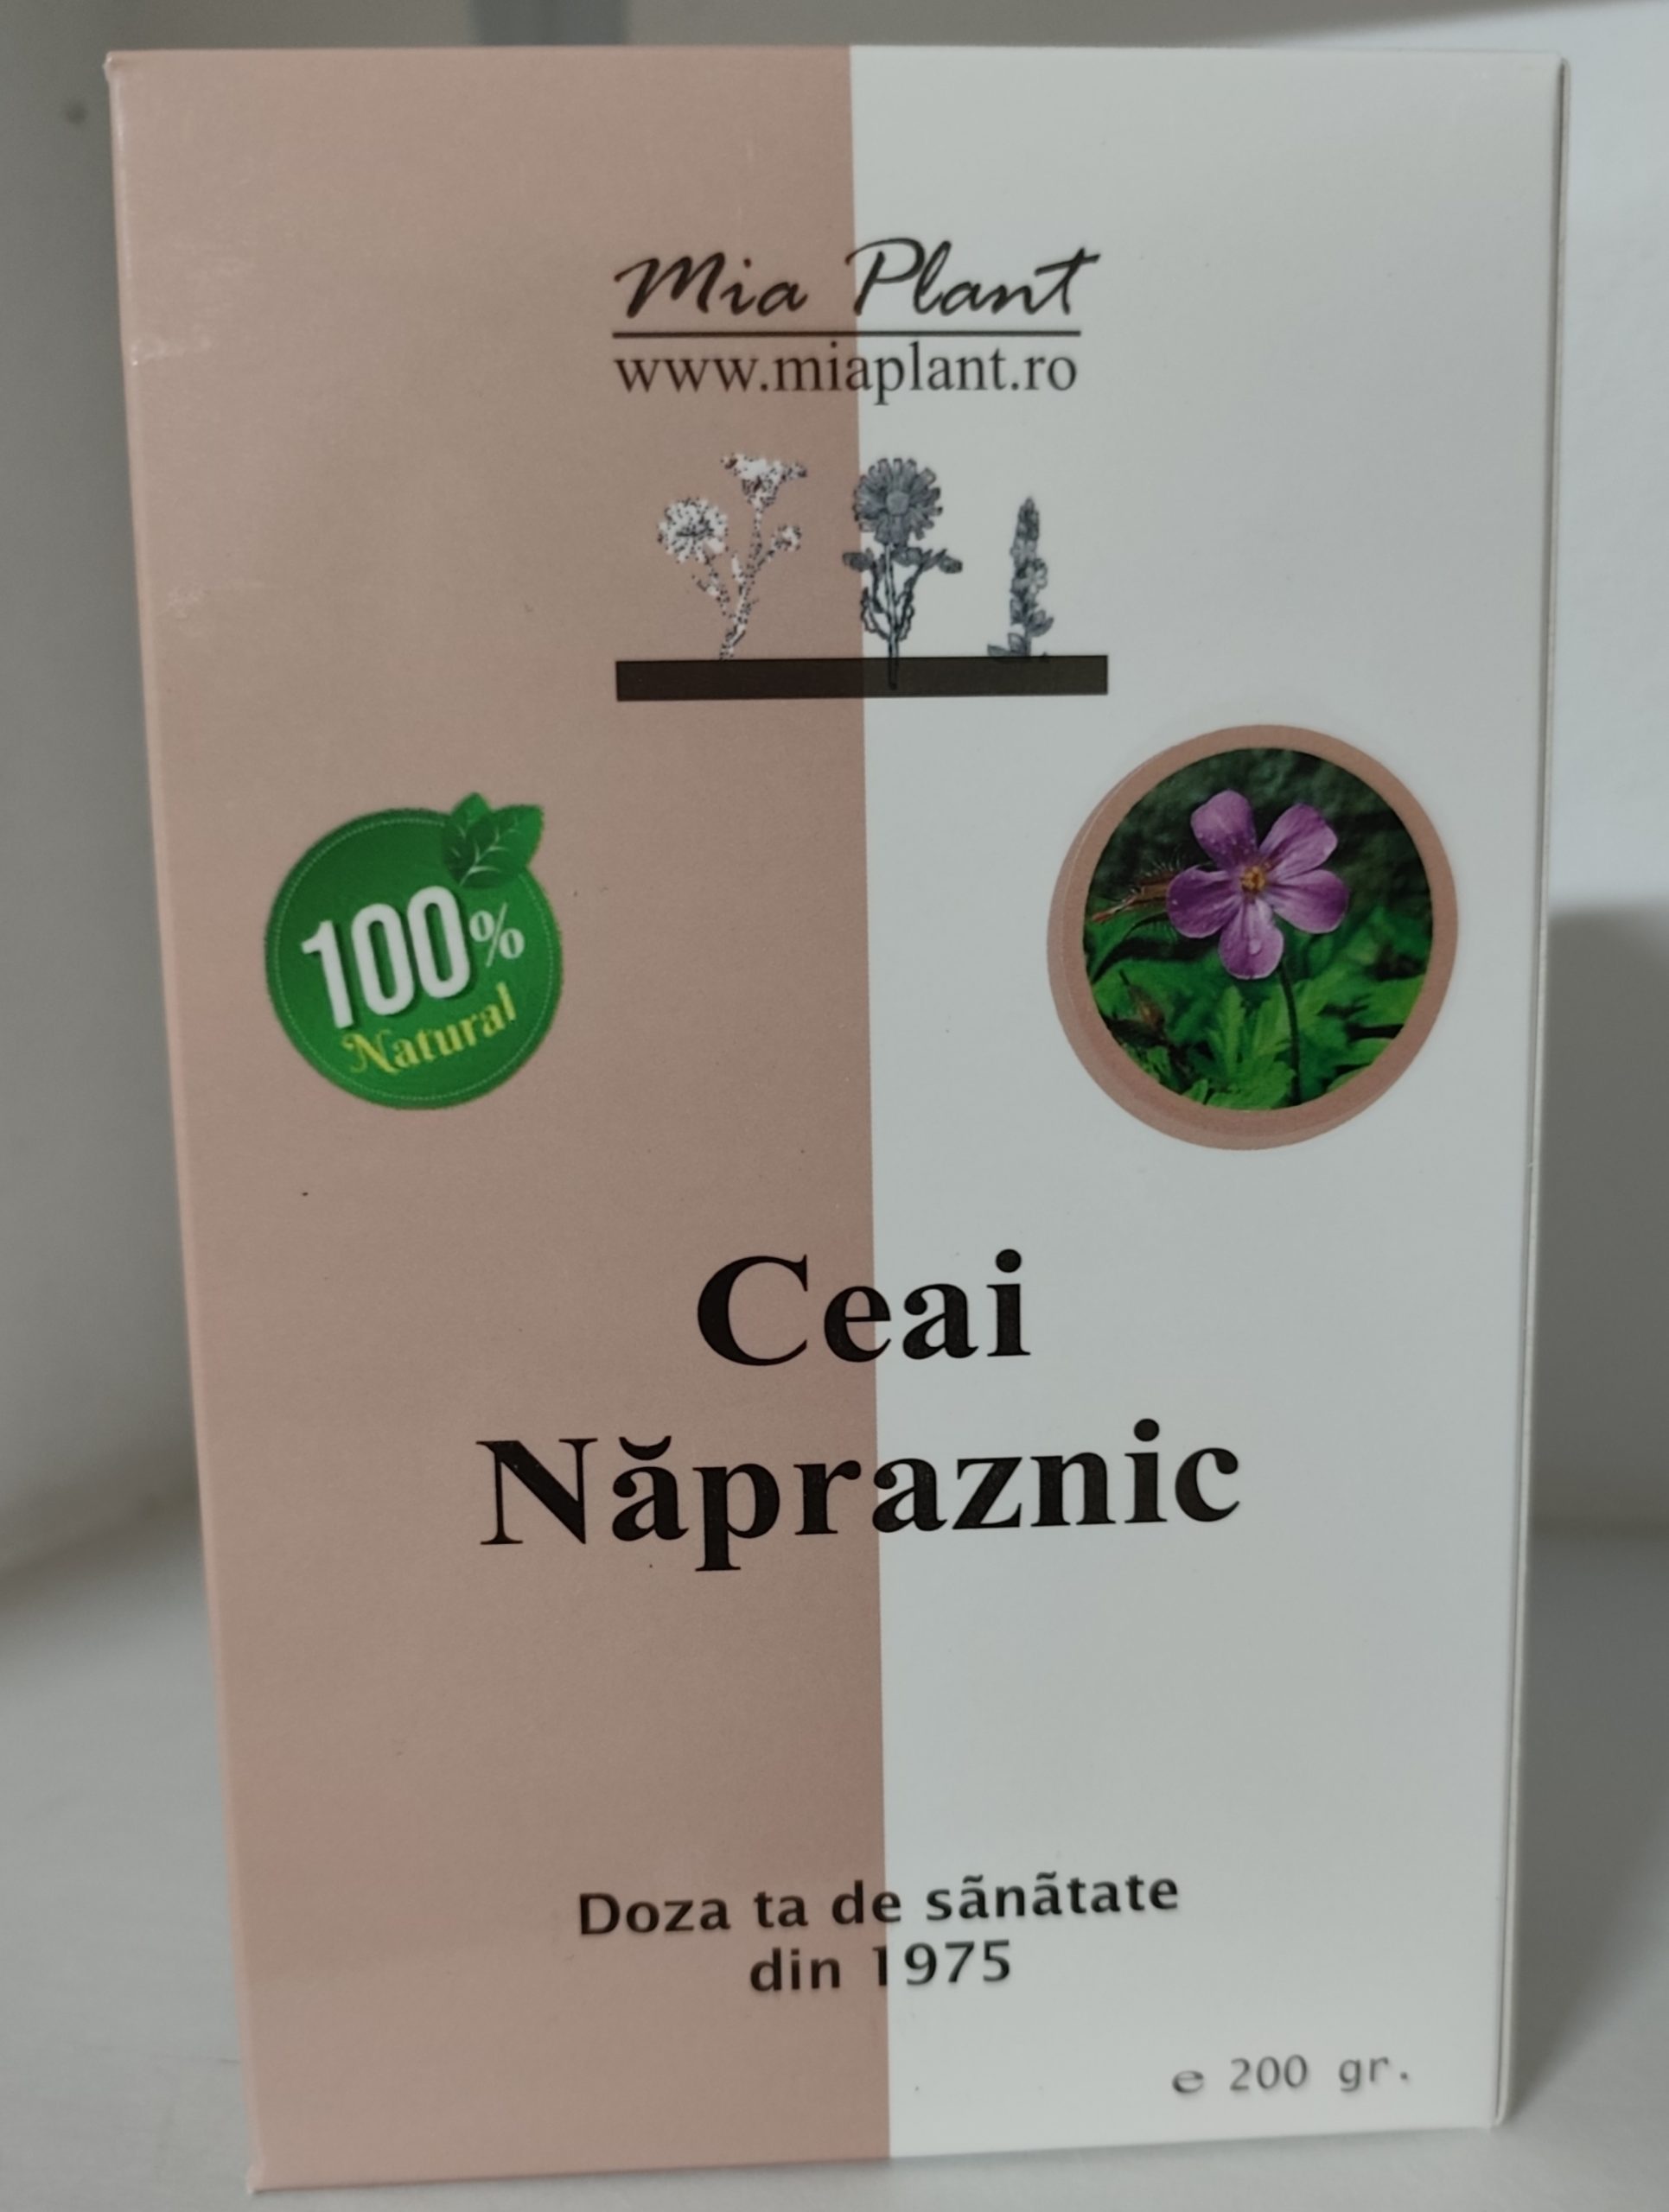 Mia Plant
www.miaplant.ro
100%
Natural
Ceai
Năpraznic
Doza ta de sãnãtate
din 1975
℮ 200 gr.